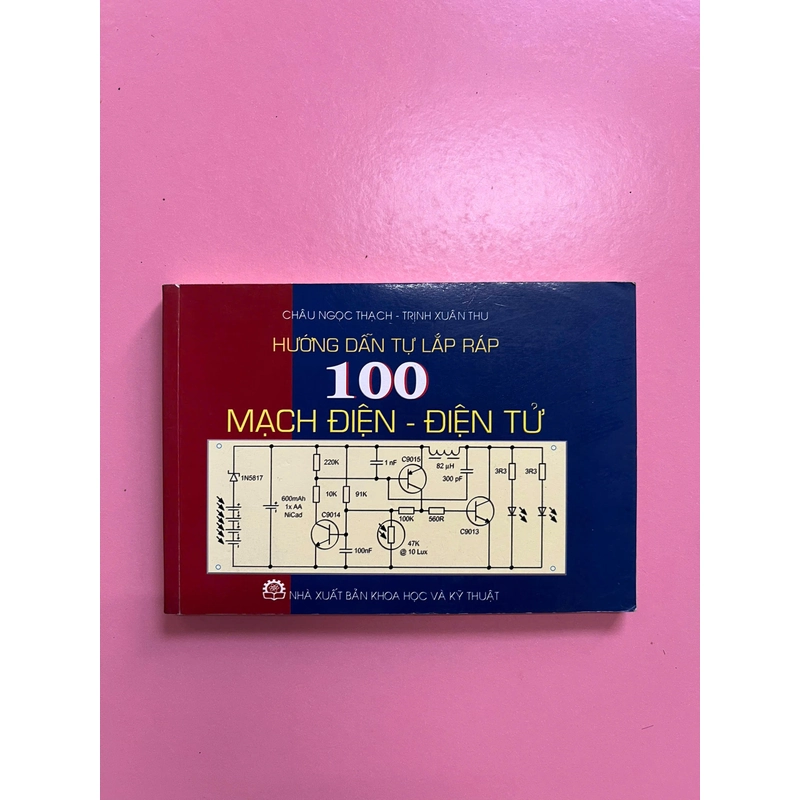 CHÂU NGỌC THẠCH - TRỊNH XUÂN THU
HƯỚNG DẪN TỰ LẮP RÁP
100
MẠCH ĐIỆN - ĐIỆN TỬ
1N5817
600mAh
1x AA
NiCad
220K
10K
91K
C9014
100nF
1 nF
C9015
82 µH
300 pF
100K
560R
47K
@ 10 Lux
C9013
3R3
3R3
NHÀ XUẤT BẢN KHOA HỌC VÀ KỸ THUẬT